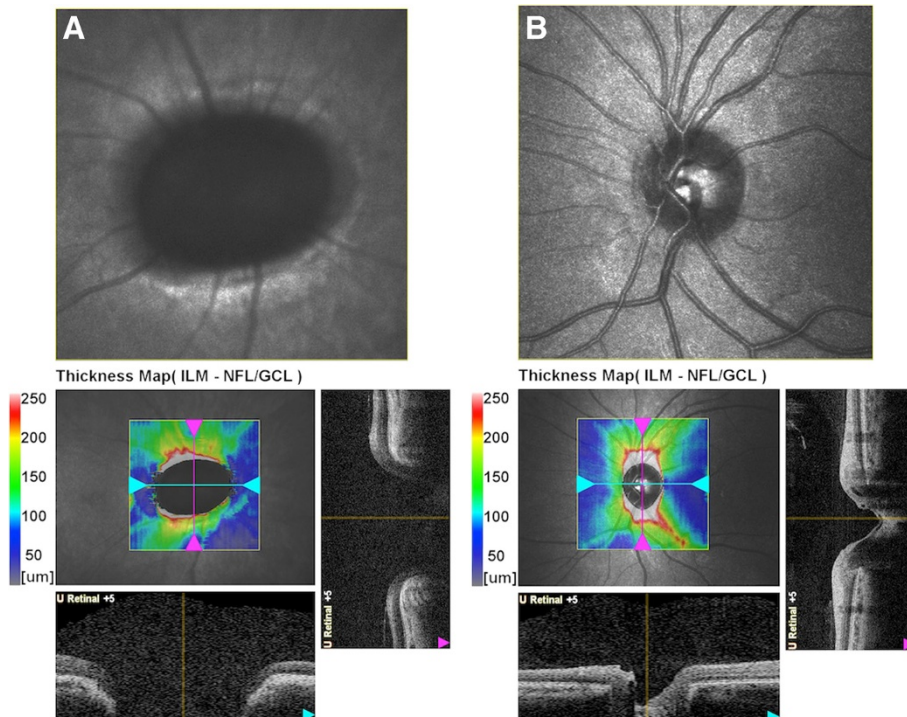 A
B
Thickness Map( ILM - NFL/GCL )
250
200
150
100
50
[um]
U Retinal +5
U Retinal +5
Thickness Map( ILM - NFL/GCL )
250
200
150
100
50
[um]
U Retinal +5
U Retinal +5